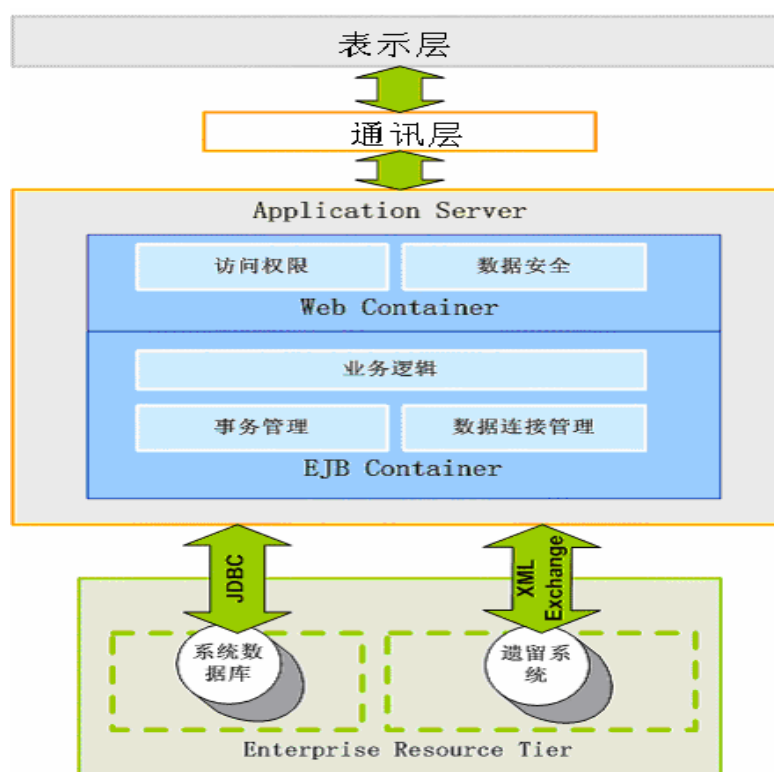 表示层
通讯层
Application Server
访问权限
数据安全
Web Container
业务逻辑
事务管理
数据连接管理
EJB Container
JDBC
XML
Exchange
系统数
据库
遗留系
统
Enterprise Resource Tier